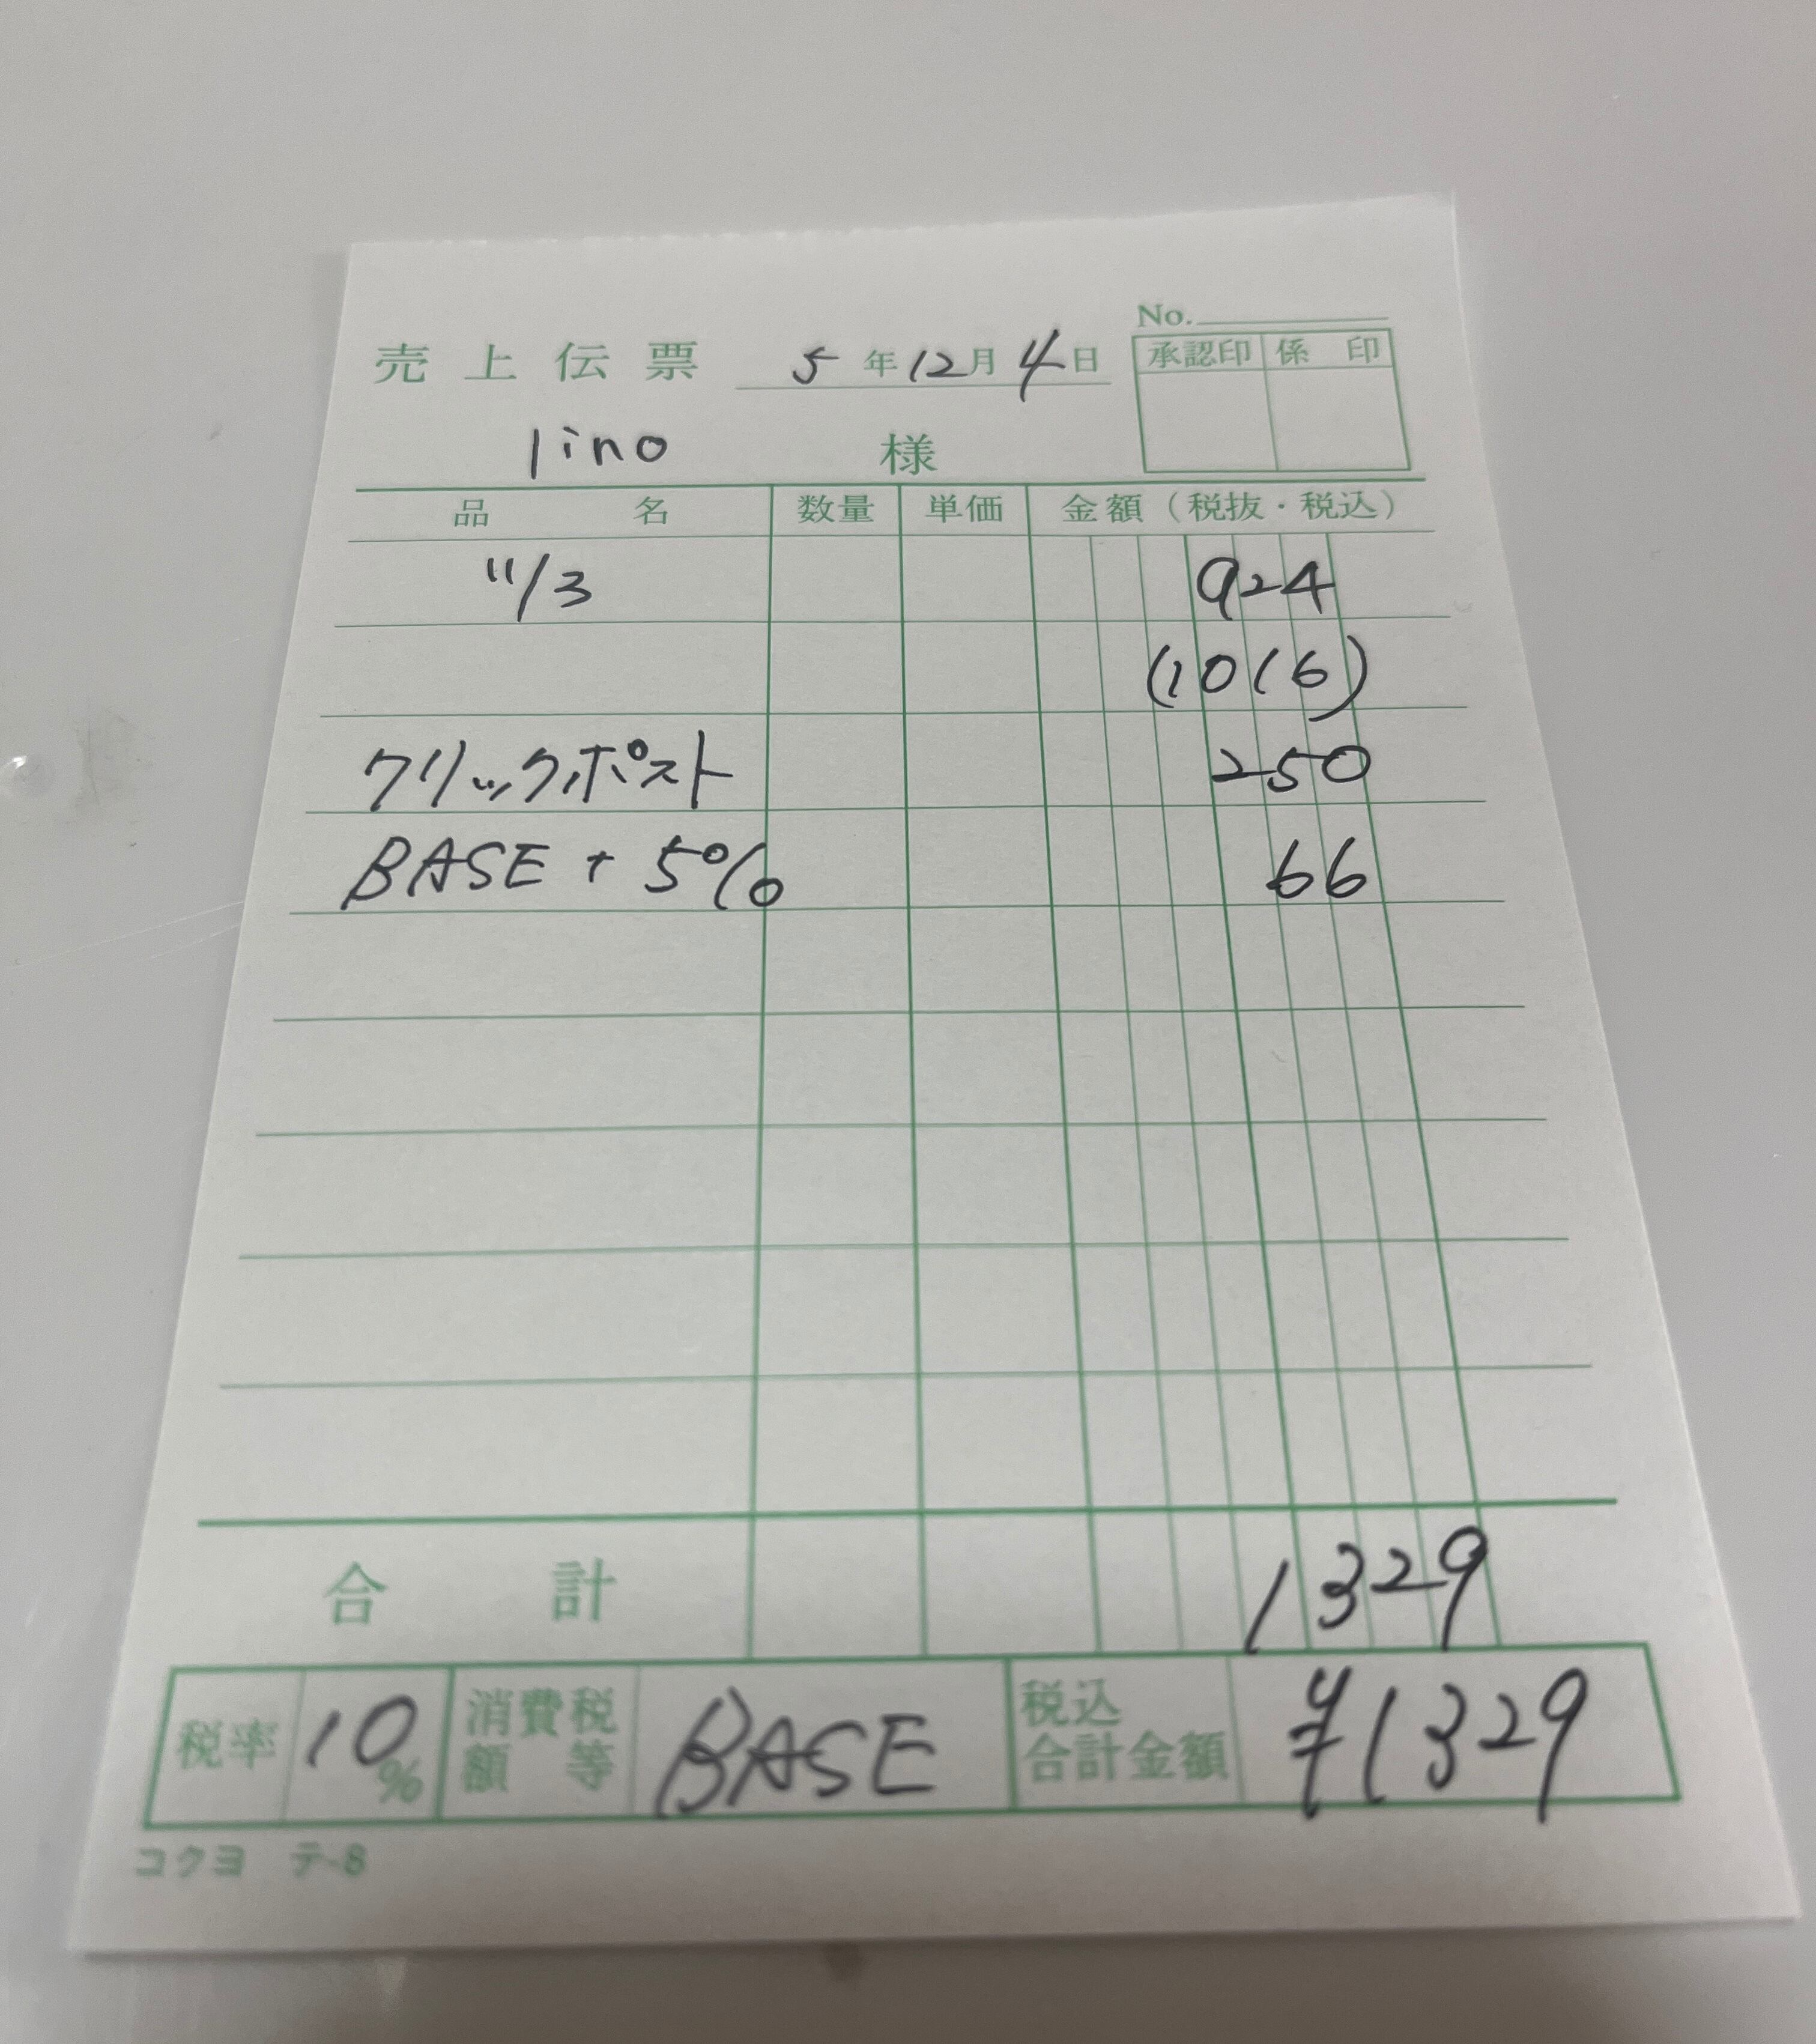 No.
売上伝票 5年12月4日 承認印 係印
lino 様
品名 数量 単価 金額（税抜・税込）
11/3 924
(1016)
クリックポスト 250
BASE + 5% 66
合計 1329
税率 10% 消費税額等 BASE 税込合計金額 ¥1329
コクヨ テ-8